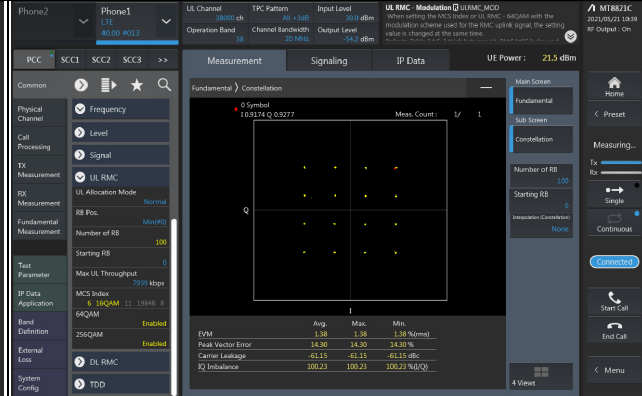 Phone2
Phone1
LTE
40.00 #013
UL Channel
38000 ch
TPC Pattern
All +3dB
Input Level
30.0 dBm
Operation Band
38
Channel Bandwidth
20 MHz
Output Level
-54.2 dBm
UL RMC - Modulation ULRMC_MOD
When setting the MCS Index or UL RMC - 64QAM with the
modulation scheme used for the RMC uplink signal, the setting
value is changed at the same time.
MT8821C
2021/05/21 10:39
RF Output : On
PCC SCC1 SCC2 SCC3 >>
Measurement
Signaling
IP Data
UE Power : 21.5 dBm
Common
Physical
Channel
Call
Processing
TX
Measurement
RX
Measurement
Fundamental
Measurement
Test
Parameter
IP Data
Application
Band
Definition
External
Loss
System
Config
Frequency
Level
Signal
UL RMC
UL Allocation Mode
Normal
RB Pos.
Min(#0)
Number of RB
100
Starting RB
0
Max UL Throughput
7939 kbps
MCS Index
6 16QAM 11 19848 8
64QAM
Enabled
256QAM
Enabled
DL RMC
TDD
Fundamental Constellation
0 Symbol
I 0.9174 Q 0.9277
Meas. Count : 1/ 1
Q
I
Avg. Max. Min.
EVM 1.38 1.38 1.38 %(rms)
Peak Vector Error 14.30 14.30 14.30 %
Carrier Leakage -61.15 -61.15 -61.15 dBc
IQ Imbalance 100.23 100.23 100.23 %(I/Q)
Main Screen
Fundamental
Sub Screen
Constellation
Number of RB
100
Starting RB
0
Interpolation (Constellation)
None
4 Views
Home
< Preset
Measuring...
Tx
Rx
Single
Continuous
Connected
Start Call
End Call
< Menu